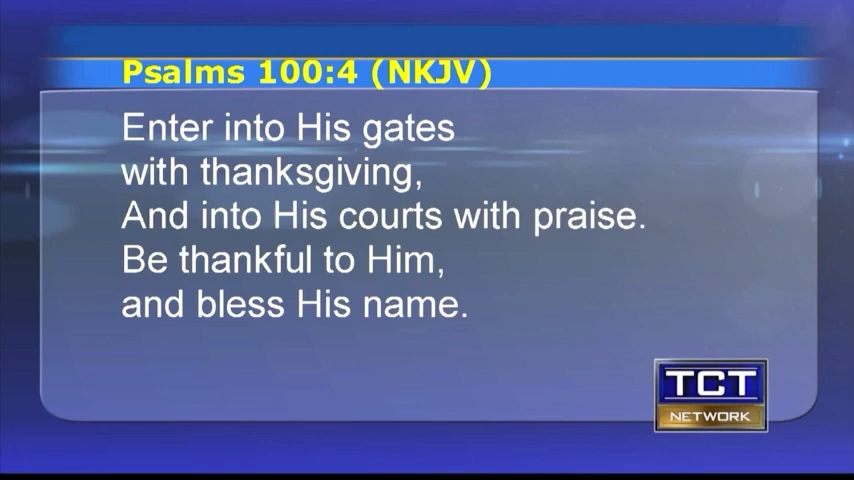 Psalms 100:4 (NKJV)
Enter into His gates
with thanksgiving,
And into His courts with praise.
Be thankful to Him,
and bless His name.
TCT
NETWORK